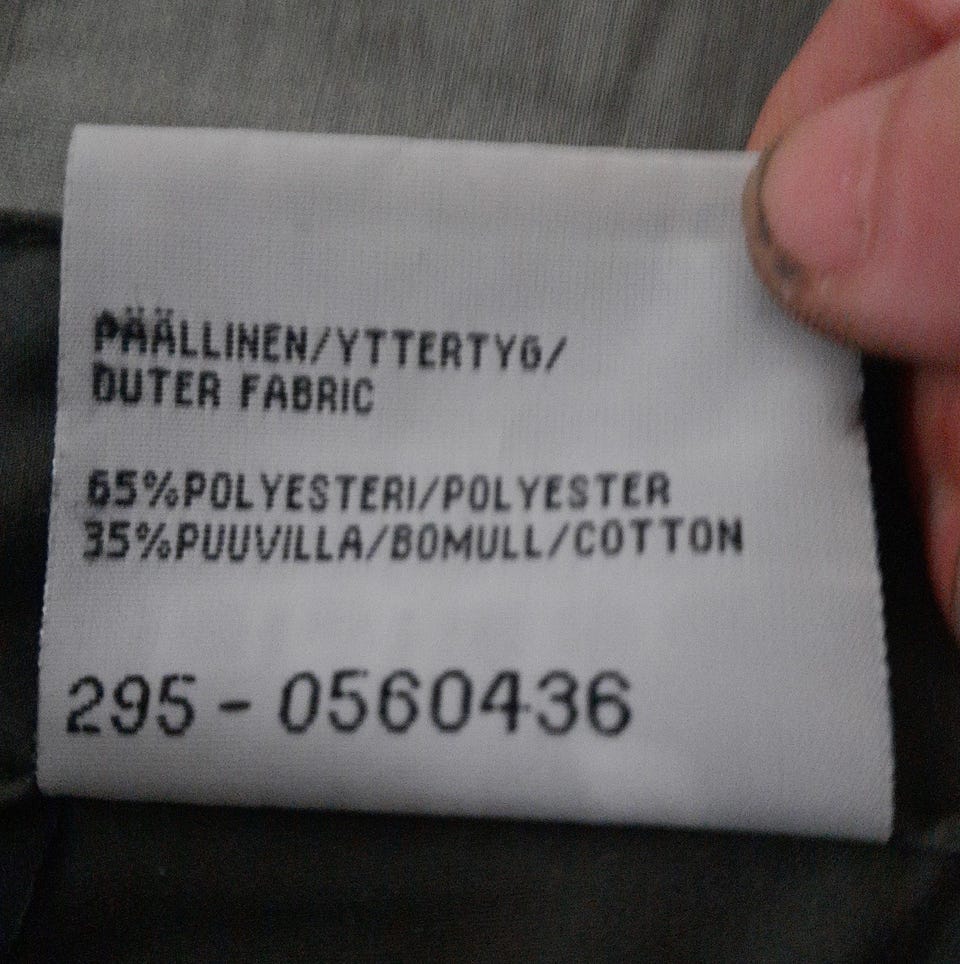 PÄÄLLINEN/YTTERTYG/
OUTER FABRIC
65%POLYESTERI/POLYESTER
35%PUUVILLA/BOMULL/COTTON
295-0560436